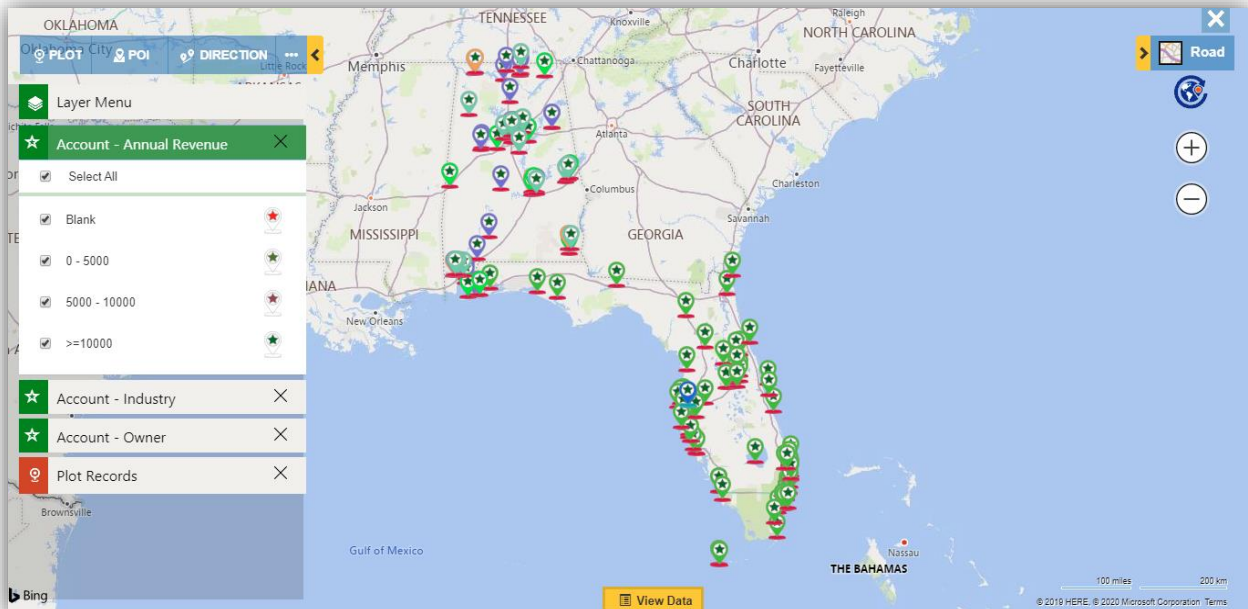 OKLAHOMA
TENNESSEE
Knoxville
Raleigh
NORTH CAROLINA
Oklahoma City
PLOT
POI
DIRECTION
...
Little Rock
Memphis
Chattanooga
Charlotte
Fayetteville
Road
Layer Menu
SOUTH
CAROLINA
Atlanta
Account - Annual Revenue
Select All
Columbus
Charleston
Jackson
Savannah
Blank
MISSISSIPPI
GEORGIA
0 - 5000
5000 - 10000
New Orleans
>=10000
Account - Industry
Account - Owner
Plot Records
Brownsville
Gulf of Mexico
Nassau
THE BAHAMAS
100 miles
200 km
Bing
View Data
© 2019 HERE, © 2020 Microsoft Corporation Terms